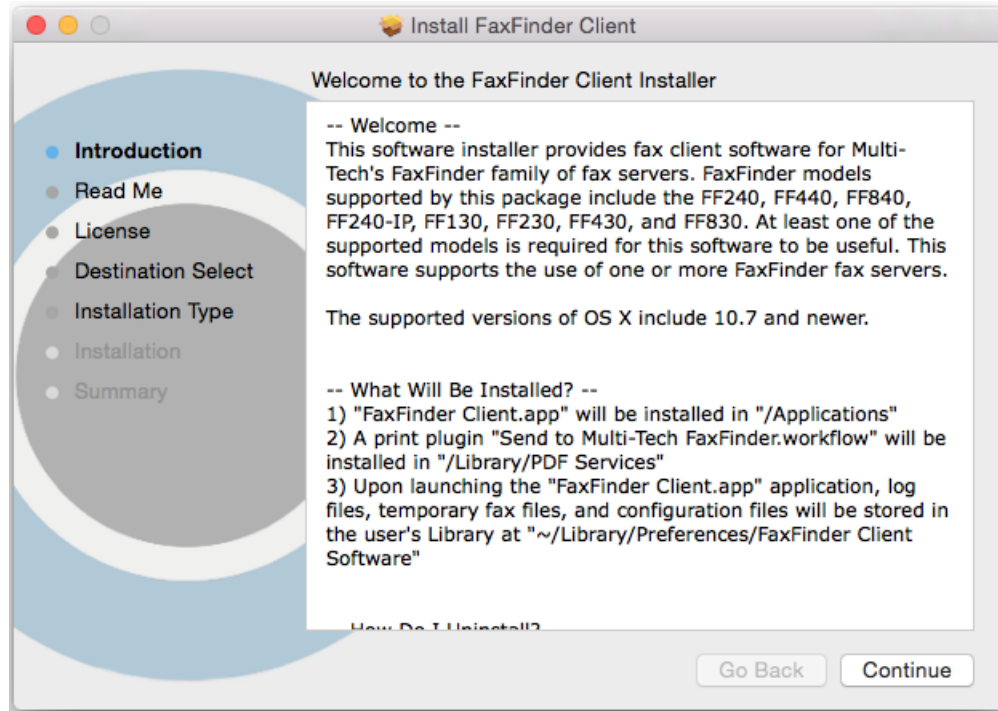 Install FaxFinder Client
Welcome to the FaxFinder Client Installer
Introduction
Read Me
License
Destination Select
Installation Type
Installation
Summary
-- Welcome --
This software installer provides fax client software for Multi-
Tech's FaxFinder family of fax servers. FaxFinder models
supported by this package include the FF240, FF440, FF840,
FF240-IP, FF130, FF230, FF430, and FF830. At least one of the
supported models is required for this software to be useful. This
software supports the use of one or more FaxFinder fax servers.
The supported versions of OS X include 10.7 and newer.
-- What Will Be Installed? --
1) "FaxFinder Client.app" will be installed in "/Applications"
2) A print plugin "Send to Multi-Tech FaxFinder.workflow" will be
installed in "/Library/PDF Services"
3) Upon launching the "FaxFinder Client.app" application, log
files, temporary fax files, and configuration files will be stored in
the user's Library at "~/Library/Preferences/FaxFinder Client
Software"
How Do I Uninstall?
Go Back
Continue